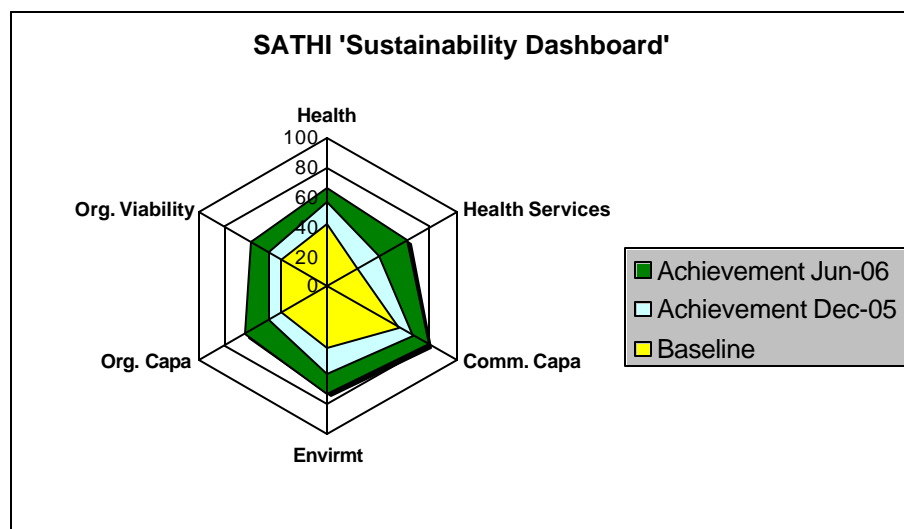 SATHI 'Sustainability Dashboard'
Health
100
80
60
40
20
0
Org. Viability
Health Services
Org. Capa
Comm. Capa
Envirmt
Achievement Jun-06
Achievement Dec-05
Baseline